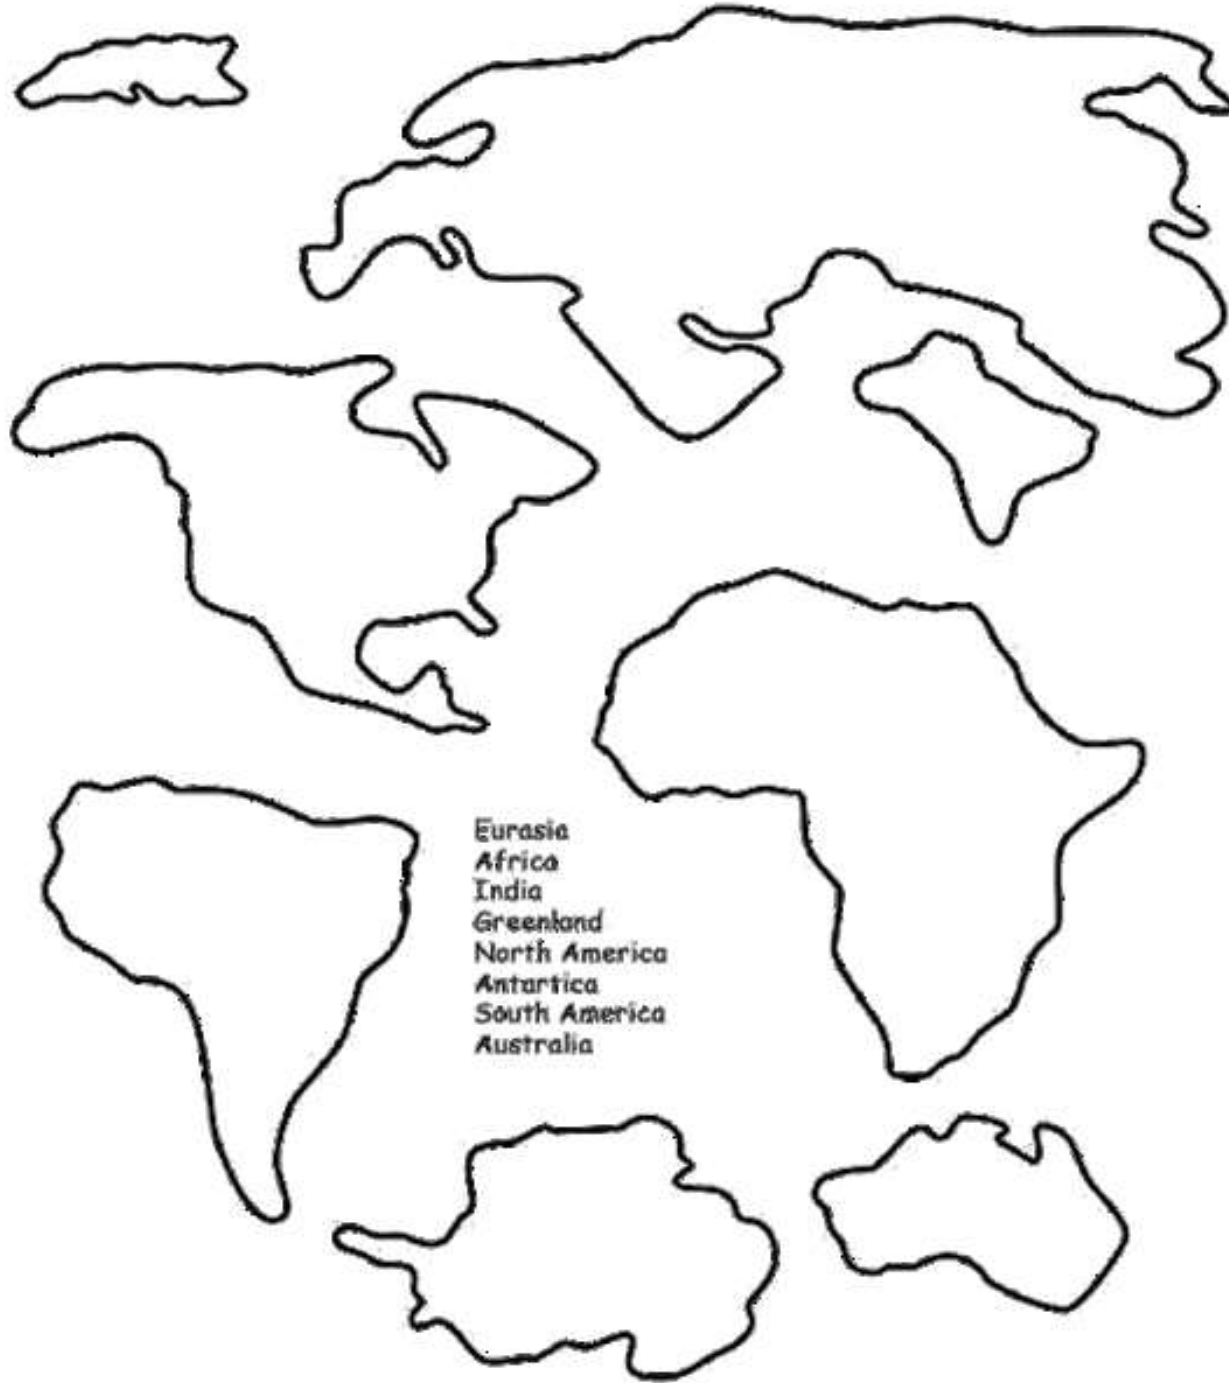 Eurasia
Africa
India
Greenland
North America
Antartica
South America
Australia